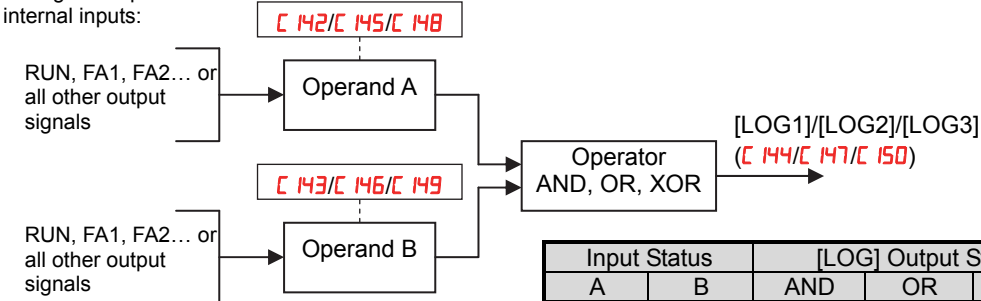 internal inputs:
C 142/C 145/C 148
RUN, FA1, FA2… or
all other output
signals
Operand A
[LOG1]/[LOG2]/[LOG3]
(C 144/C 147/C 150)
Operator
AND, OR, XOR
C 143/C 146/C 149
RUN, FA1, FA2… or
all other output
signals
Operand B
Input Status
[LOG] Output
A
B
AND
OR